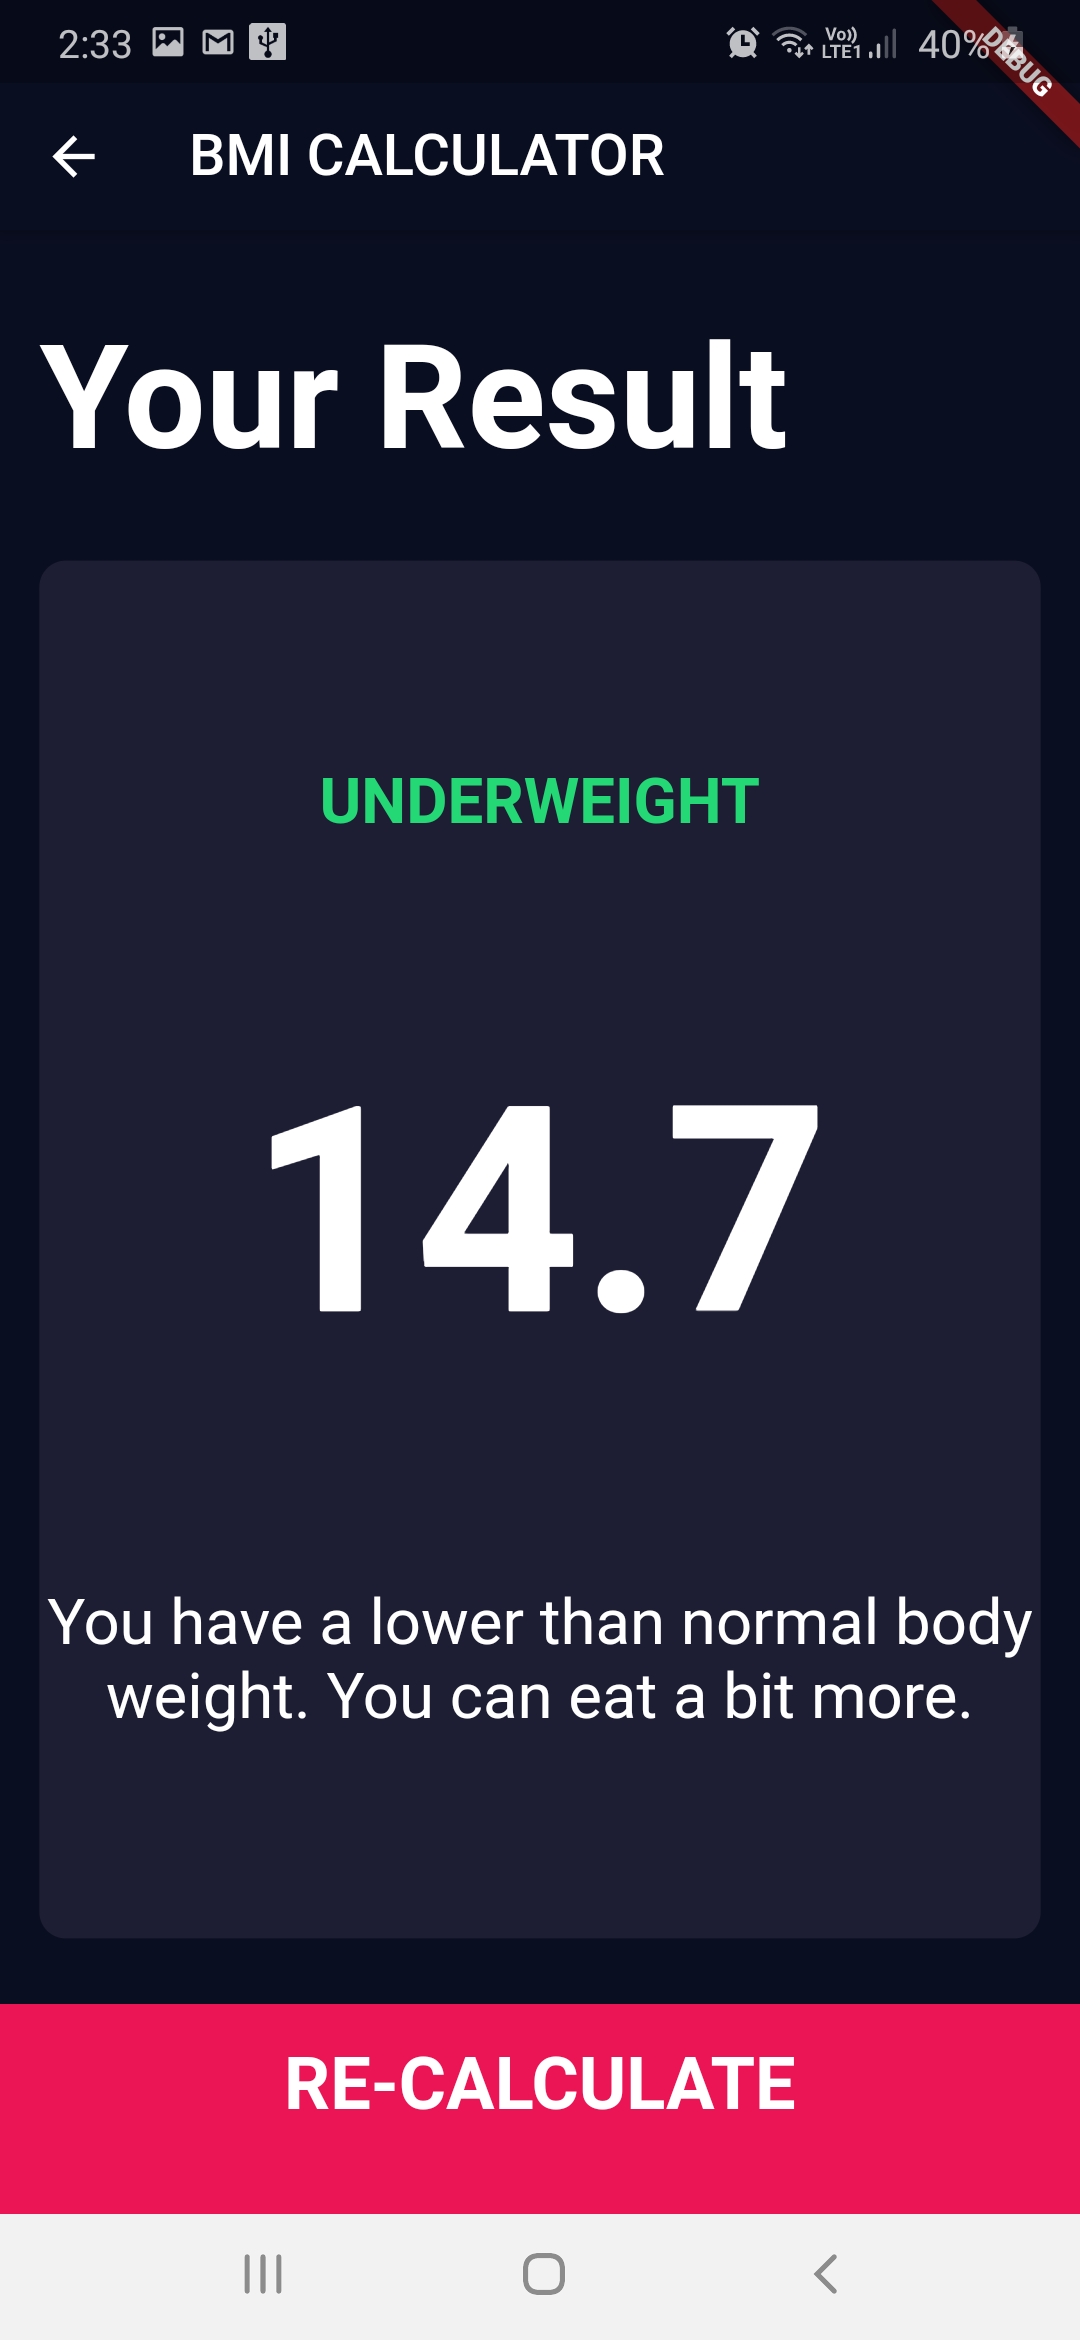 2:33 Vo)) LTE1 40% DEBUG
BMI CALCULATOR
Your Result
UNDERWEIGHT
14.7
You have a lower than normal body
weight. You can eat a bit more.
RE-CALCULATE